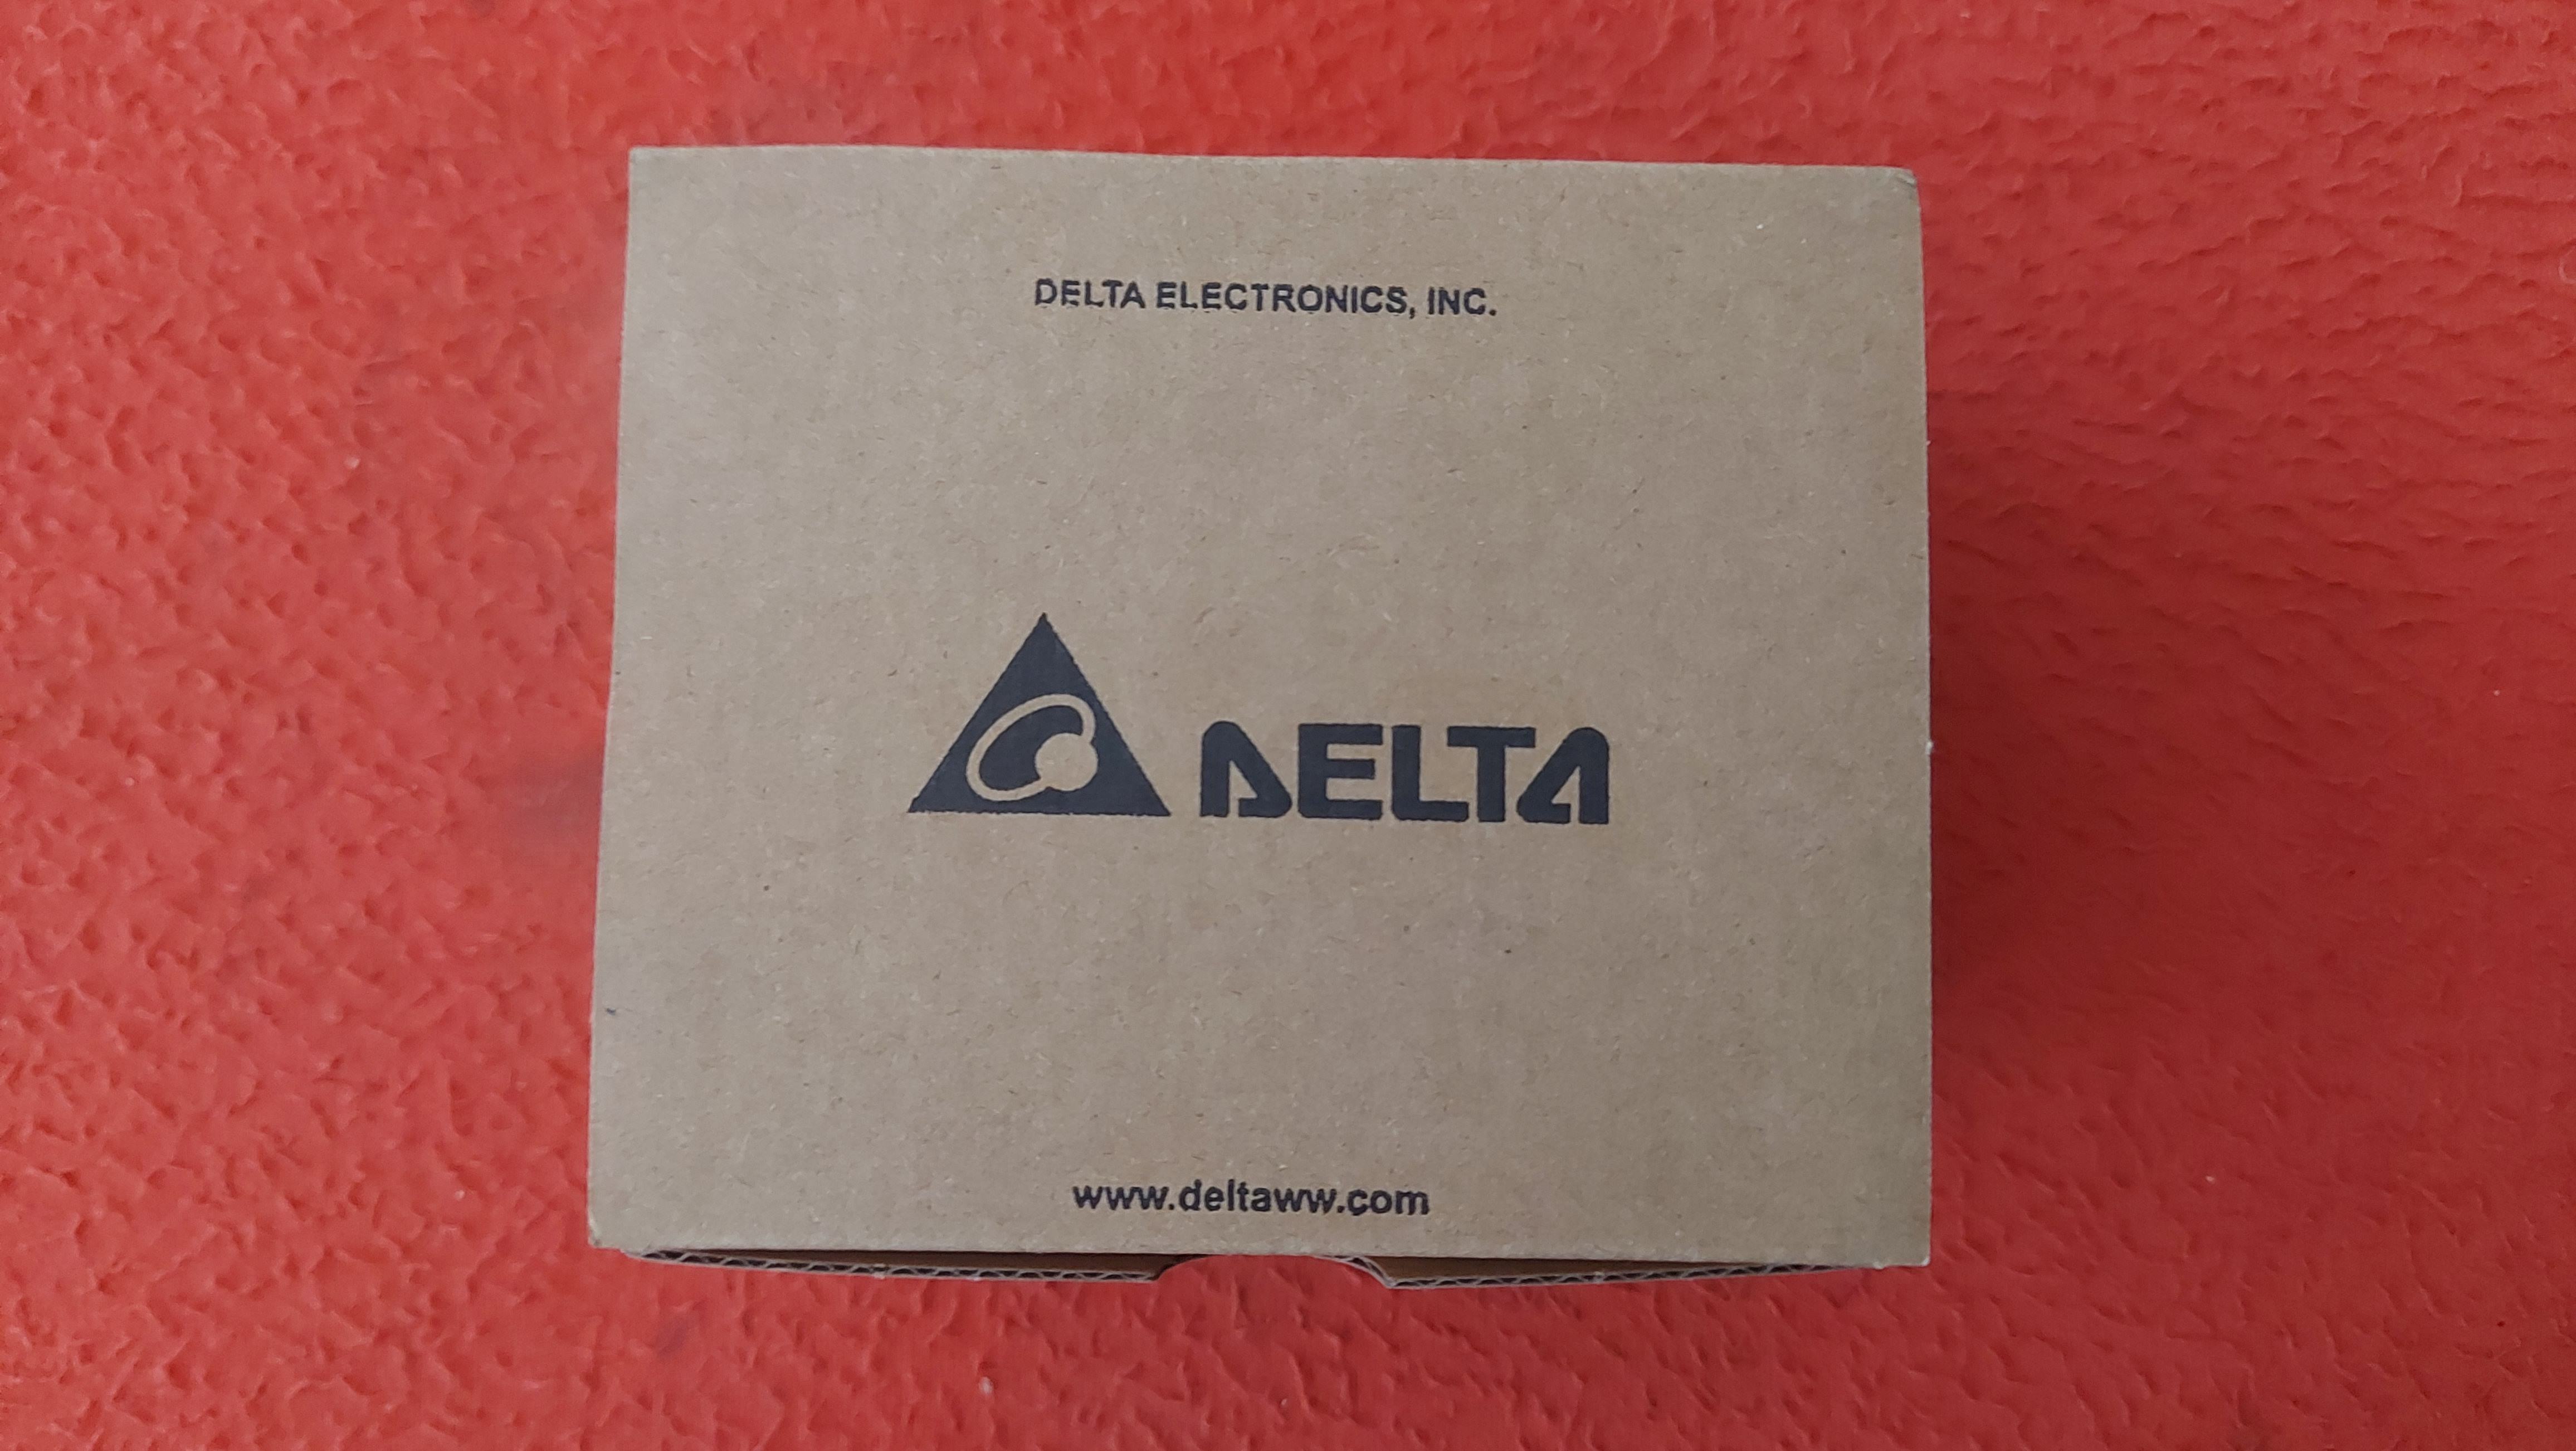 DELTA ELECTRONICS, INC.
DELTA
www.deltaww.com